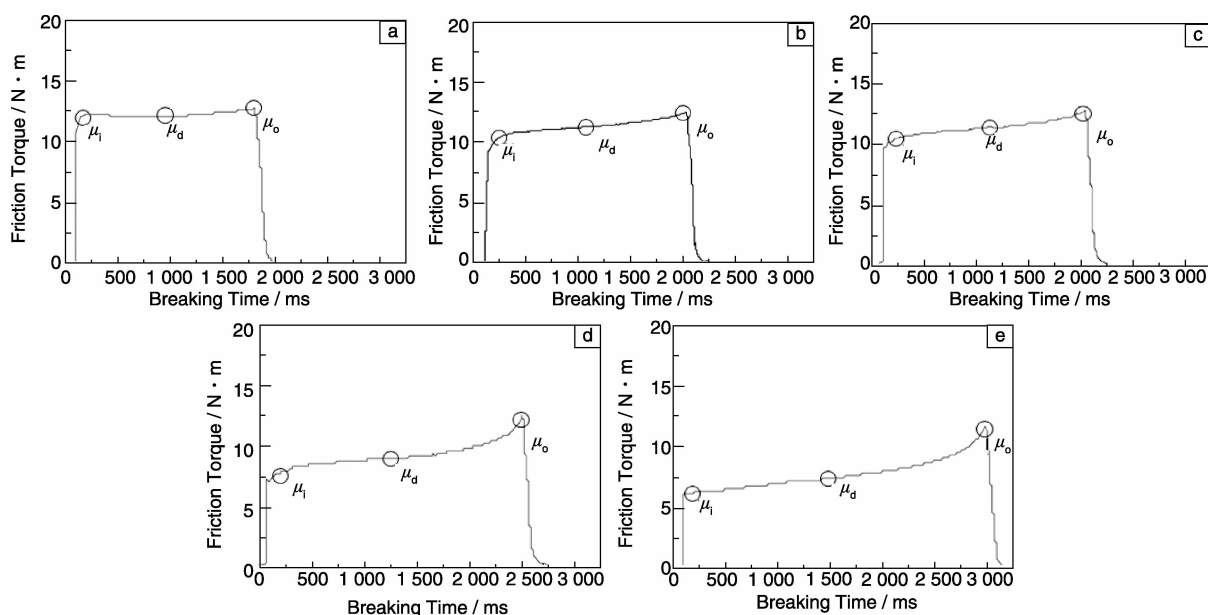 20
15
10
5
0
Friction Torque / N · m
a
μi
μd
μo
0 500 1 000 1 500 2 000 2 500 3 000
Breaking Time / ms
20
15
10
5
0
Friction Torque / N · m
b
μi
μd
μo
0 500 1 000 1 500 2 000 2 500 3 000
Breaking Time / ms
20
15
10
5
0
Friction Torque / N · m
c
μi
μd
μo
0 500 1 000 1 500 2 000 2 500 3 000
Breaking Time / ms
20
15
10
5
0
Friction Torque / N · m
d
μi
μd
μo
0 500 1 000 1 500 2 000 2 500 3 000
Breaking Time / ms
20
15
10
5
0
Friction Torque / N · m
e
μi
μd
μo
0 500 1 000 1 500 2 000 2 500 3 000
Breaking Time / ms